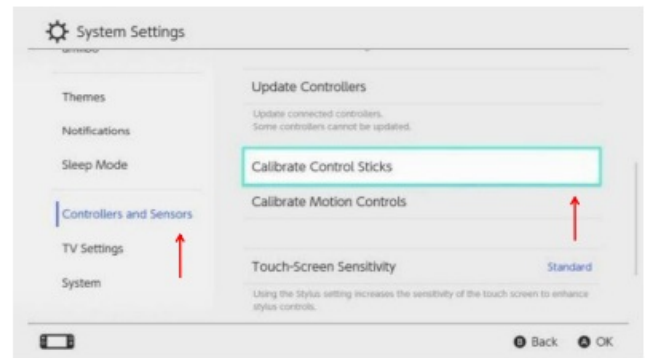 System Settings
amiibo
Themes
Notifications
Sleep Mode
Controllers and Sensors
TV Settings
System
Update Controllers
Update connected controllers.
Some controllers cannot be updated.
Calibrate Control Sticks
Calibrate Motion Controls
Touch-Screen Sensitivity Standard
Using the Stylus setting increases the sensitivity of the touch screen to enhance
stylus controls.
B Back A OK